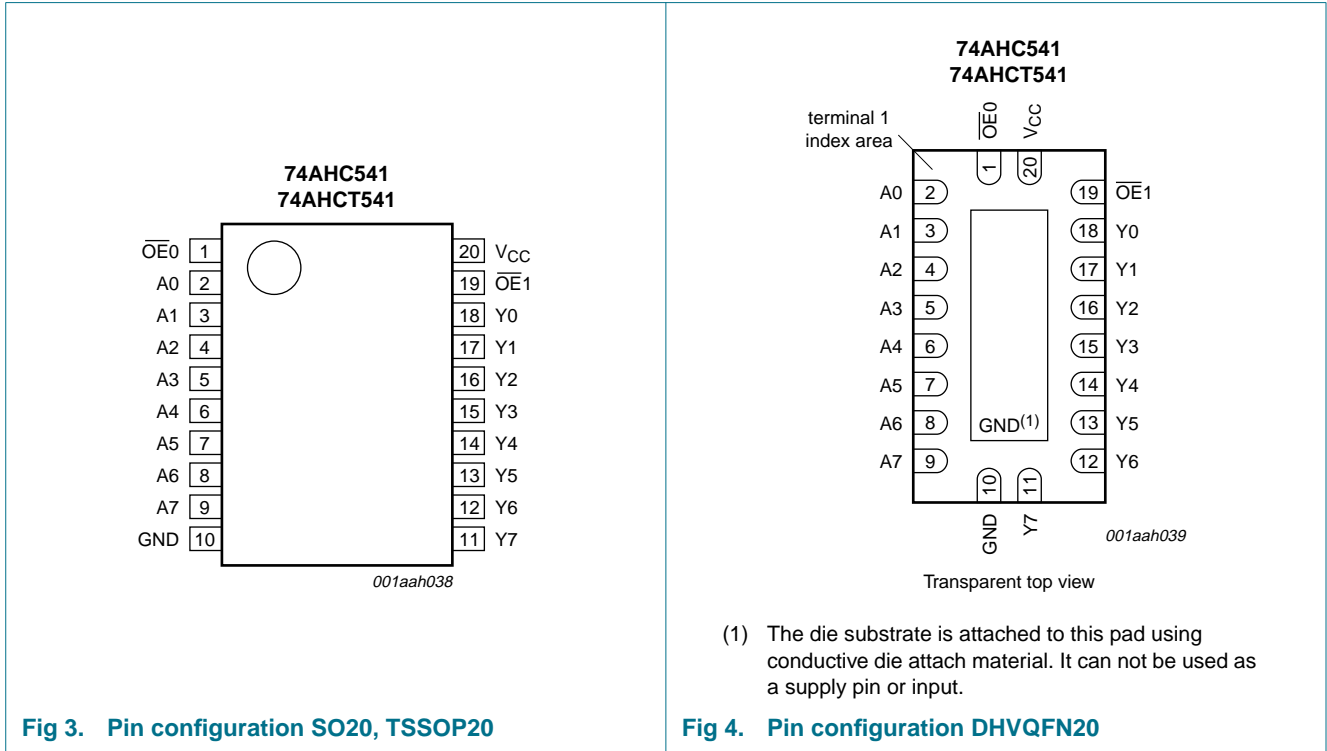 74AHC541
74AHCT541
OE0 1
A0 2
A1 3
A2 4
A3 5
A4 6
A5 7
A6 8
A7 9
GND 10
20 VCC
19 OE1
18 Y0
17 Y1
16 Y2
15 Y3
14 Y4
13 Y5
12 Y6
11 Y7
001aah038
Fig 3. Pin configuration SO20, TSSOP20
74AHC541
74AHCT541
terminal 1
index area
OE0
VCC
1
20
A0 2
A1 3
A2 4
A3 5
A4 6
A5 7
A6 8
A7 9
19 OE1
18 Y0
17 Y1
16 Y2
15 Y3
14 Y4
13 Y5
12 Y6
GND(1)
10
11
GND
Y7
001aah039
Transparent top view
(1) The die substrate is attached to this pad using
conductive die attach material. It can not be used as
a supply pin or input.
Fig 4. Pin configuration DHVQFN20